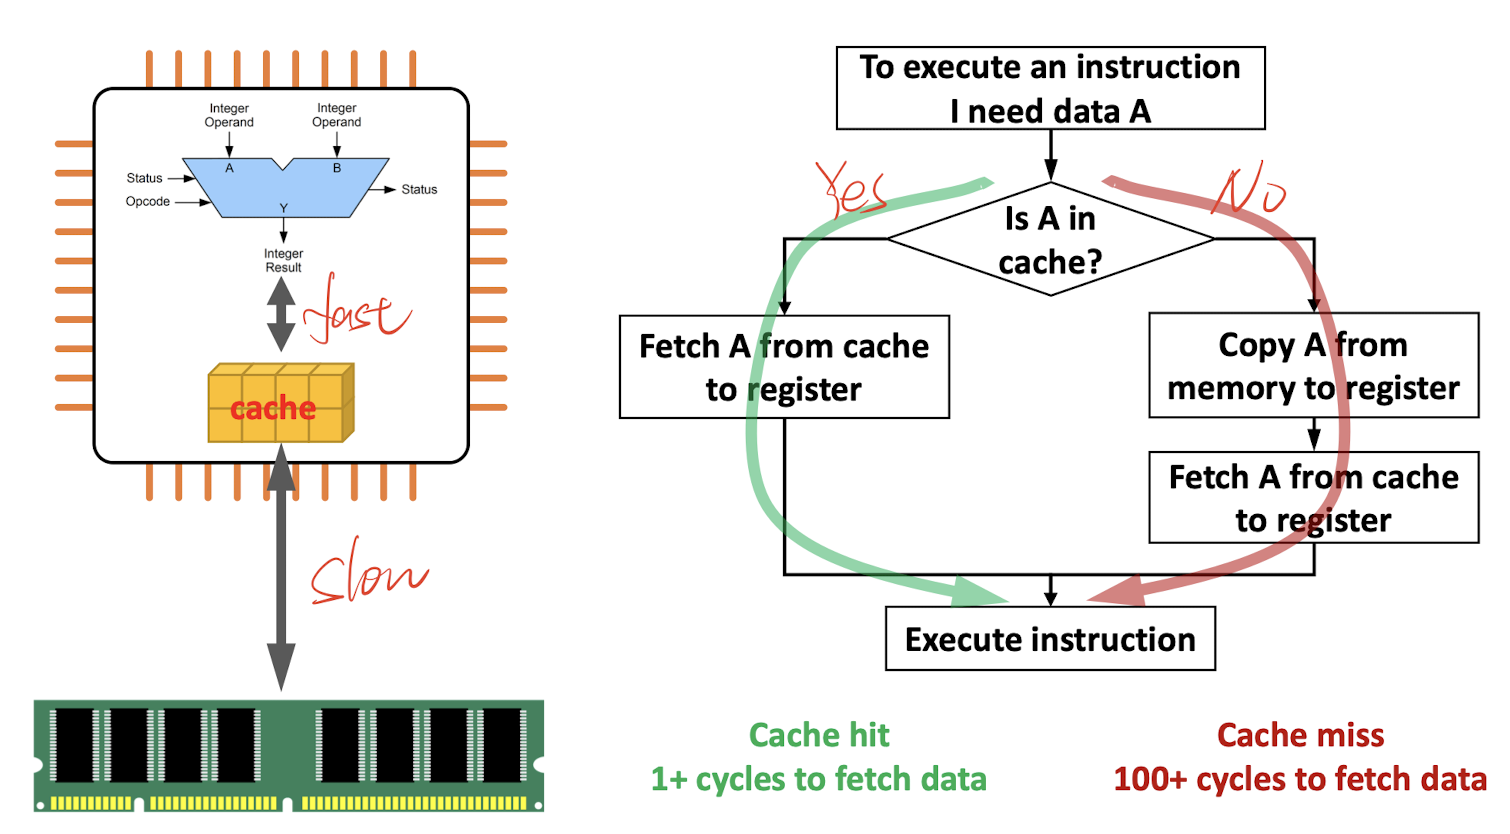 Integer
Operand
Integer
Operand
A
B
Status
Opcode
Status
Y
Integer
Result
fast
cache
slow
To execute an instruction
I need data A
Yes
No
Is A in
cache?
Fetch A from cache
to register
Copy A from
memory to register
Fetch A from cache
to register
Execute instruction
Cache hit
1+ cycles to fetch data
Cache miss
100+ cycles to fetch data